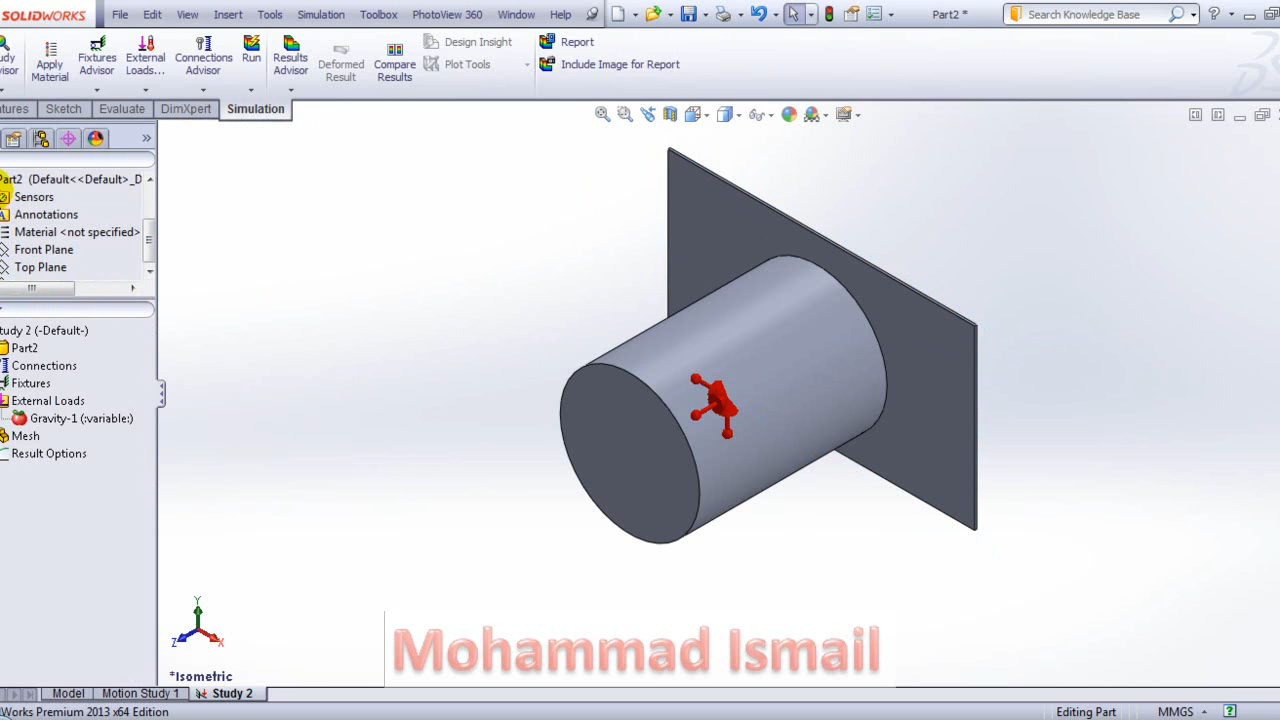 SOLIDWORKS File Edit View Insert Tools Simulation Toolbox PhotoView 360 Window Help Part2 * Search Knowledge Base ?
Apply Material
Fixtures Advisor
External Loads...
Connections Advisor
Run
Results Advisor
Deformed Result
Compare Results
Design Insight
Plot Tools
Report
Include Image for Report
Sketch Evaluate DimXpert Simulation
Part2 (Default<<Default>_D
Sensors
A Annotations
Material <not specified>
Front Plane
Top Plane
tudy 2 (-Default-)
Part2
Connections
Fixtures
External Loads
Gravity-1 (:variable:)
Mesh
Result Options
Y
Z X
*Isometric
Mohammad Ismail
Model Motion Study 1 Study 2
Works Premium 2013 x64 Edition Editing Part MMGS ?